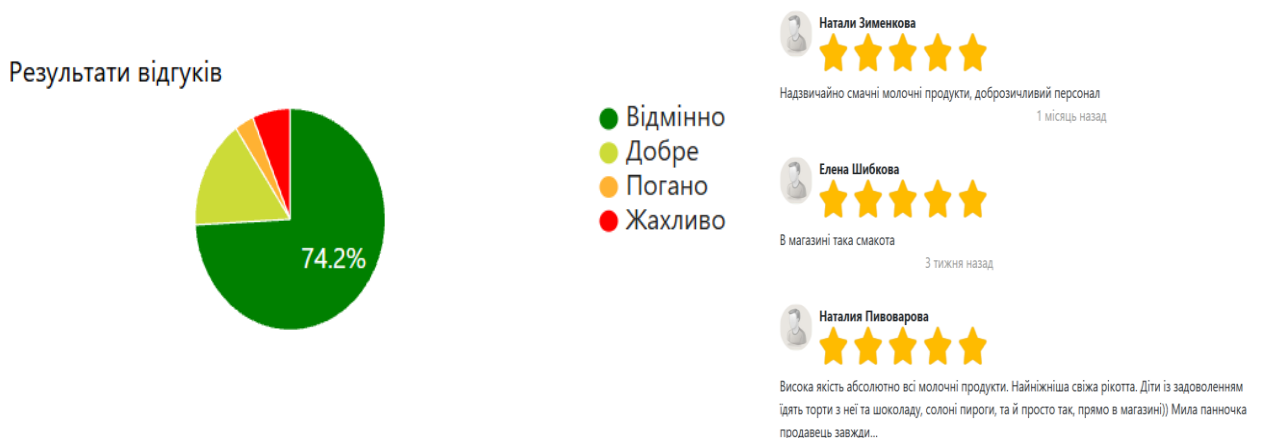 Результати відгуків
74.2%
Відмінно
Добре
Погано
Жахливо
Натали Зименкова
Надзвичайно смачні молочні продукти, доброзичливий персонал
1 місяць назад
Елена Шибкова
В магазині така смакота
3 тижня назад
Наталия Пивоварова
Висока якість абсолютно всі молочні продукти. Найніжніша свіжа рікотта. Діти із задоволенням
їдять торти з неї та шоколаду, солоні пироги, та й просто так, прямо в магазині)) Мила панночка
продавець завжди...